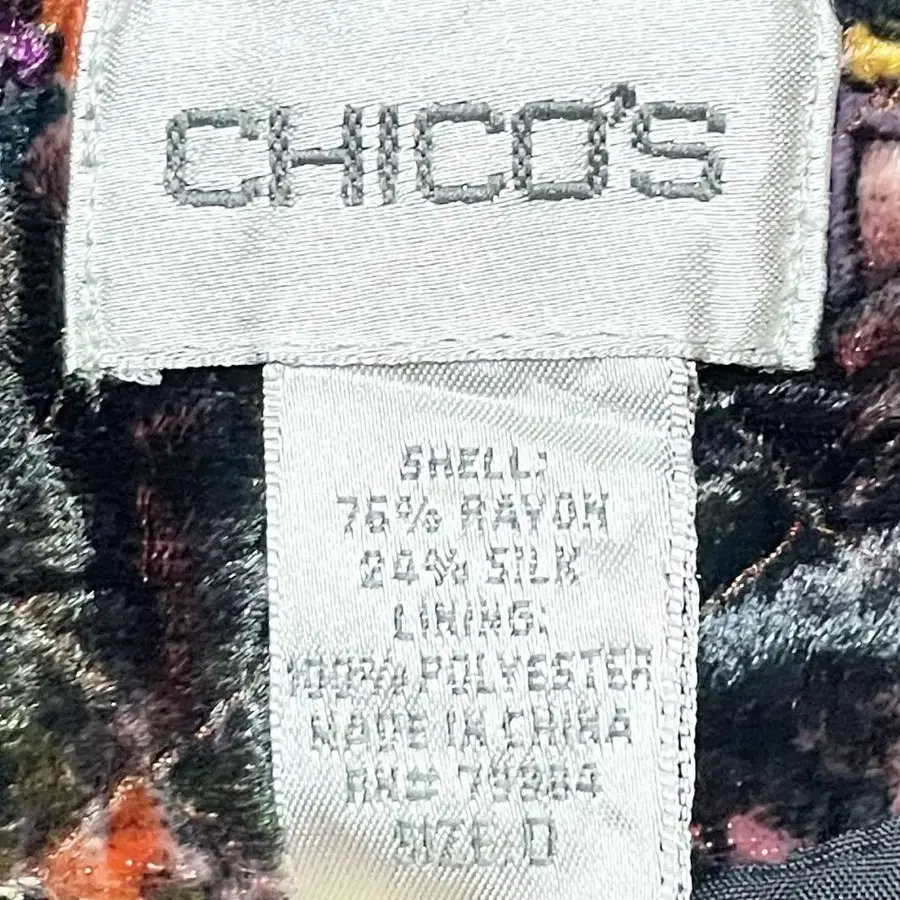 CHICO'S
SHELL:
76% RAYON
24% SILK
LINING:
100% POLYESTER
MADE IN CHINA
RN#
SIZE: 0